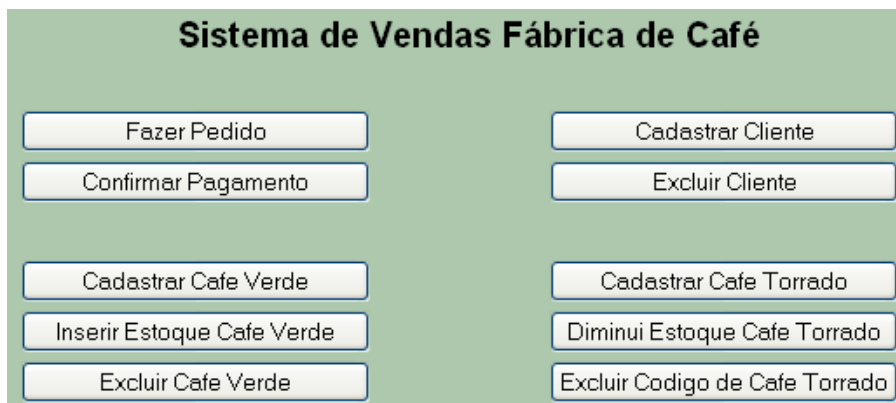 Sistema de Vendas Fábrica de Café
Fazer Pedido
Cadastrar Cliente
Confirmar Pagamento
Excluir Cliente
Cadastrar Cafe Verde
Cadastrar Cafe Torrado
Inserir Estoque Cafe Verde
Diminui Estoque Cafe Torrado
Excluir Cafe Verde
Excluir Codigo de Cafe Torrado